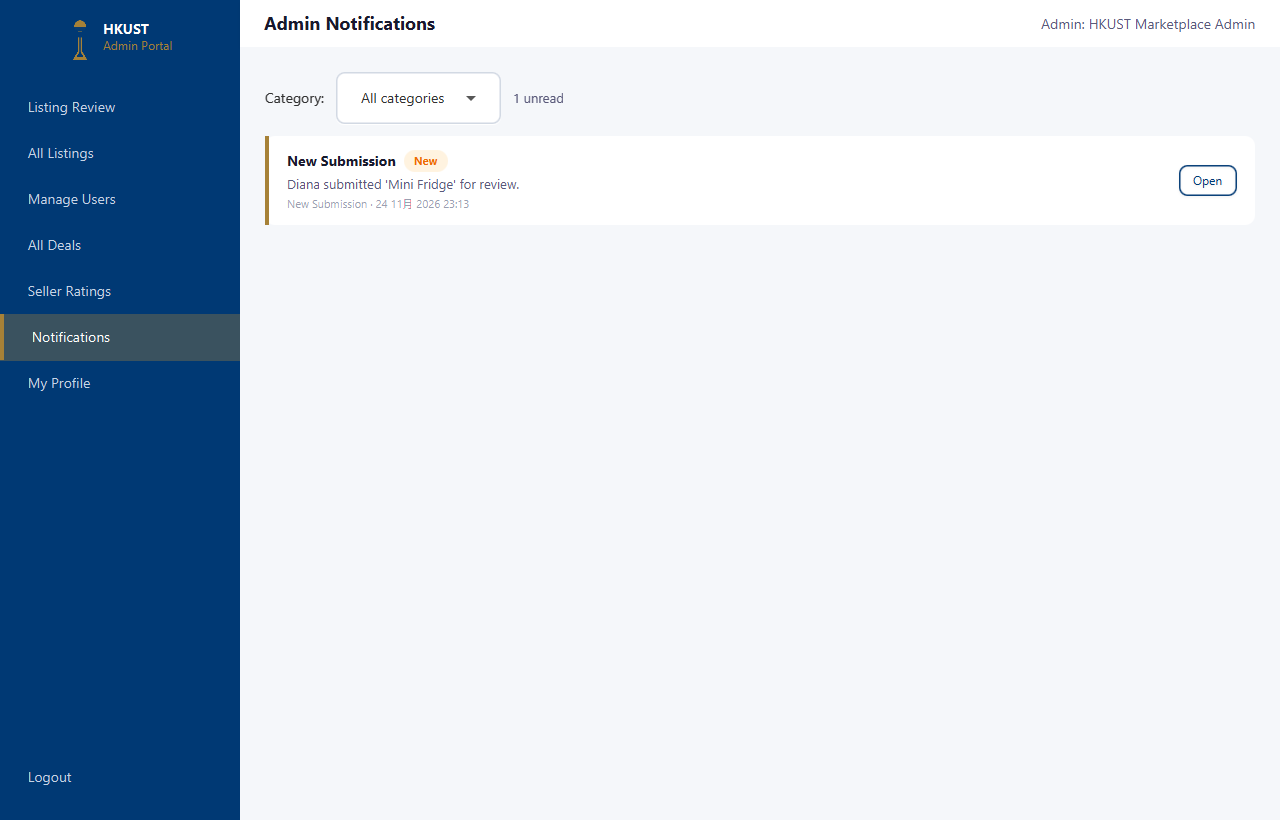 HKUST
Admin Portal
Listing Review
All Listings
Manage Users
All Deals
Seller Ratings
Notifications
My Profile
Logout
Admin Notifications
Admin: HKUST Marketplace Admin
Category:
All categories
1 unread
New Submission
New
Diana submitted 'Mini Fridge' for review.
New Submission · 24 11月 2026 23:13
Open